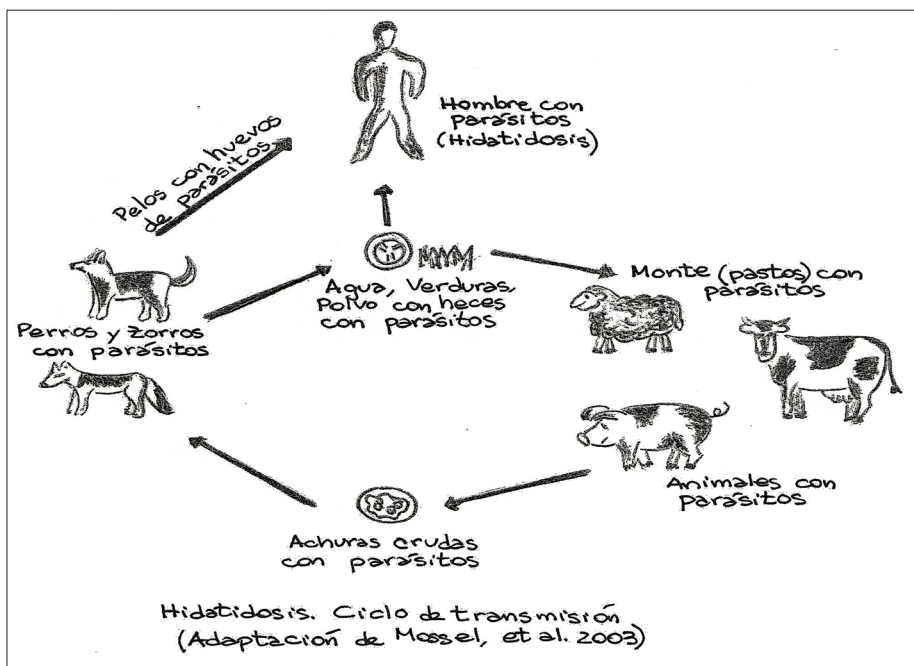 Hombre con
parásitos
(Hidatidosis)
Pelos con huevos
de parásitos
Agua, Verduras,
Polvo con heces
con parásitos
Monte (pastos) con
parásitos
Perros y zorros
con parásitos
Animales con
parásitos
Achuras crudas
con parásitos
Hidatidosis. Ciclo de transmisión
(Adaptación de Mossel, et al. 2003)